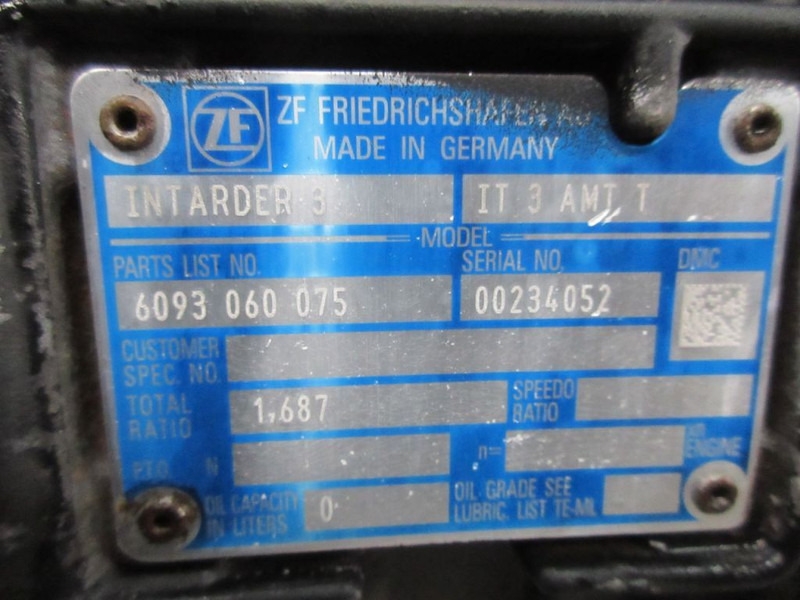 ZF ZF FRIEDRICHSHAFEN AG
MADE IN GERMANY
INTARDER 3 IT 3 AMT T
MODEL
PARTS LIST NO. SERIAL NO. DMC
6093 060 075 00234052
CUSTOMER
SPEC. NO.
TOTAL
RATIO 1,687 SPEEDO
RATIO
PTO N n= ENGINE
OIL CAPACITY
IN LITERS 0 OIL GRADE SEE
LUBRIC. LIST TE-ML